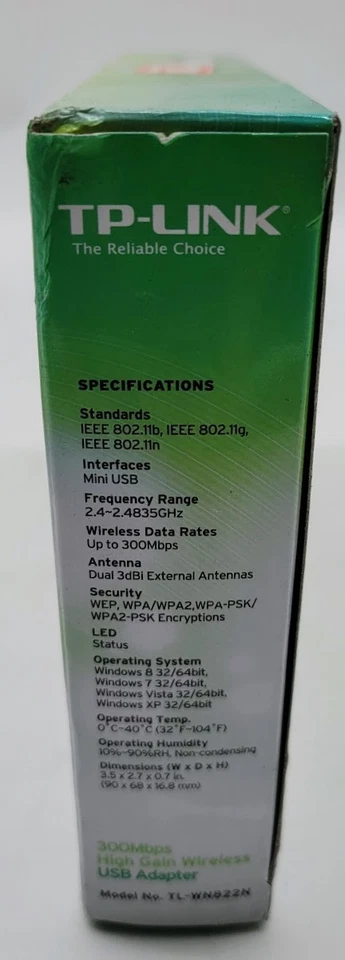 TP-LINK®
The Reliable Choice
SPECIFICATIONS
Standards
IEEE 802.11b, IEEE 802.11g,
IEEE 802.11n
Interfaces
Mini USB
Frequency Range
2.4~2.4835GHz
Wireless Data Rates
Up to 300Mbps
Antenna
Dual 3dBi External Antennas
Security
WEP, WPA/WPA2,WPA-PSK/
WPA2-PSK Encryptions
LED
Status
Operating System
Windows 8 32/64bit,
Windows 7 32/64bit,
Windows Vista 32/64bit,
Windows XP 32/64bit
Operating Temp.
0°C~40°C (32°F~104°F)
Operating Humidity
10%~90%RH, Non-condensing
Dimensions (W x D x H)
3.5 x 2.7 x 0.7 in.
(90 x 68 x 16.8 mm)
300Mbps
High Gain Wireless
USB Adapter
Model No. TL-WN822N